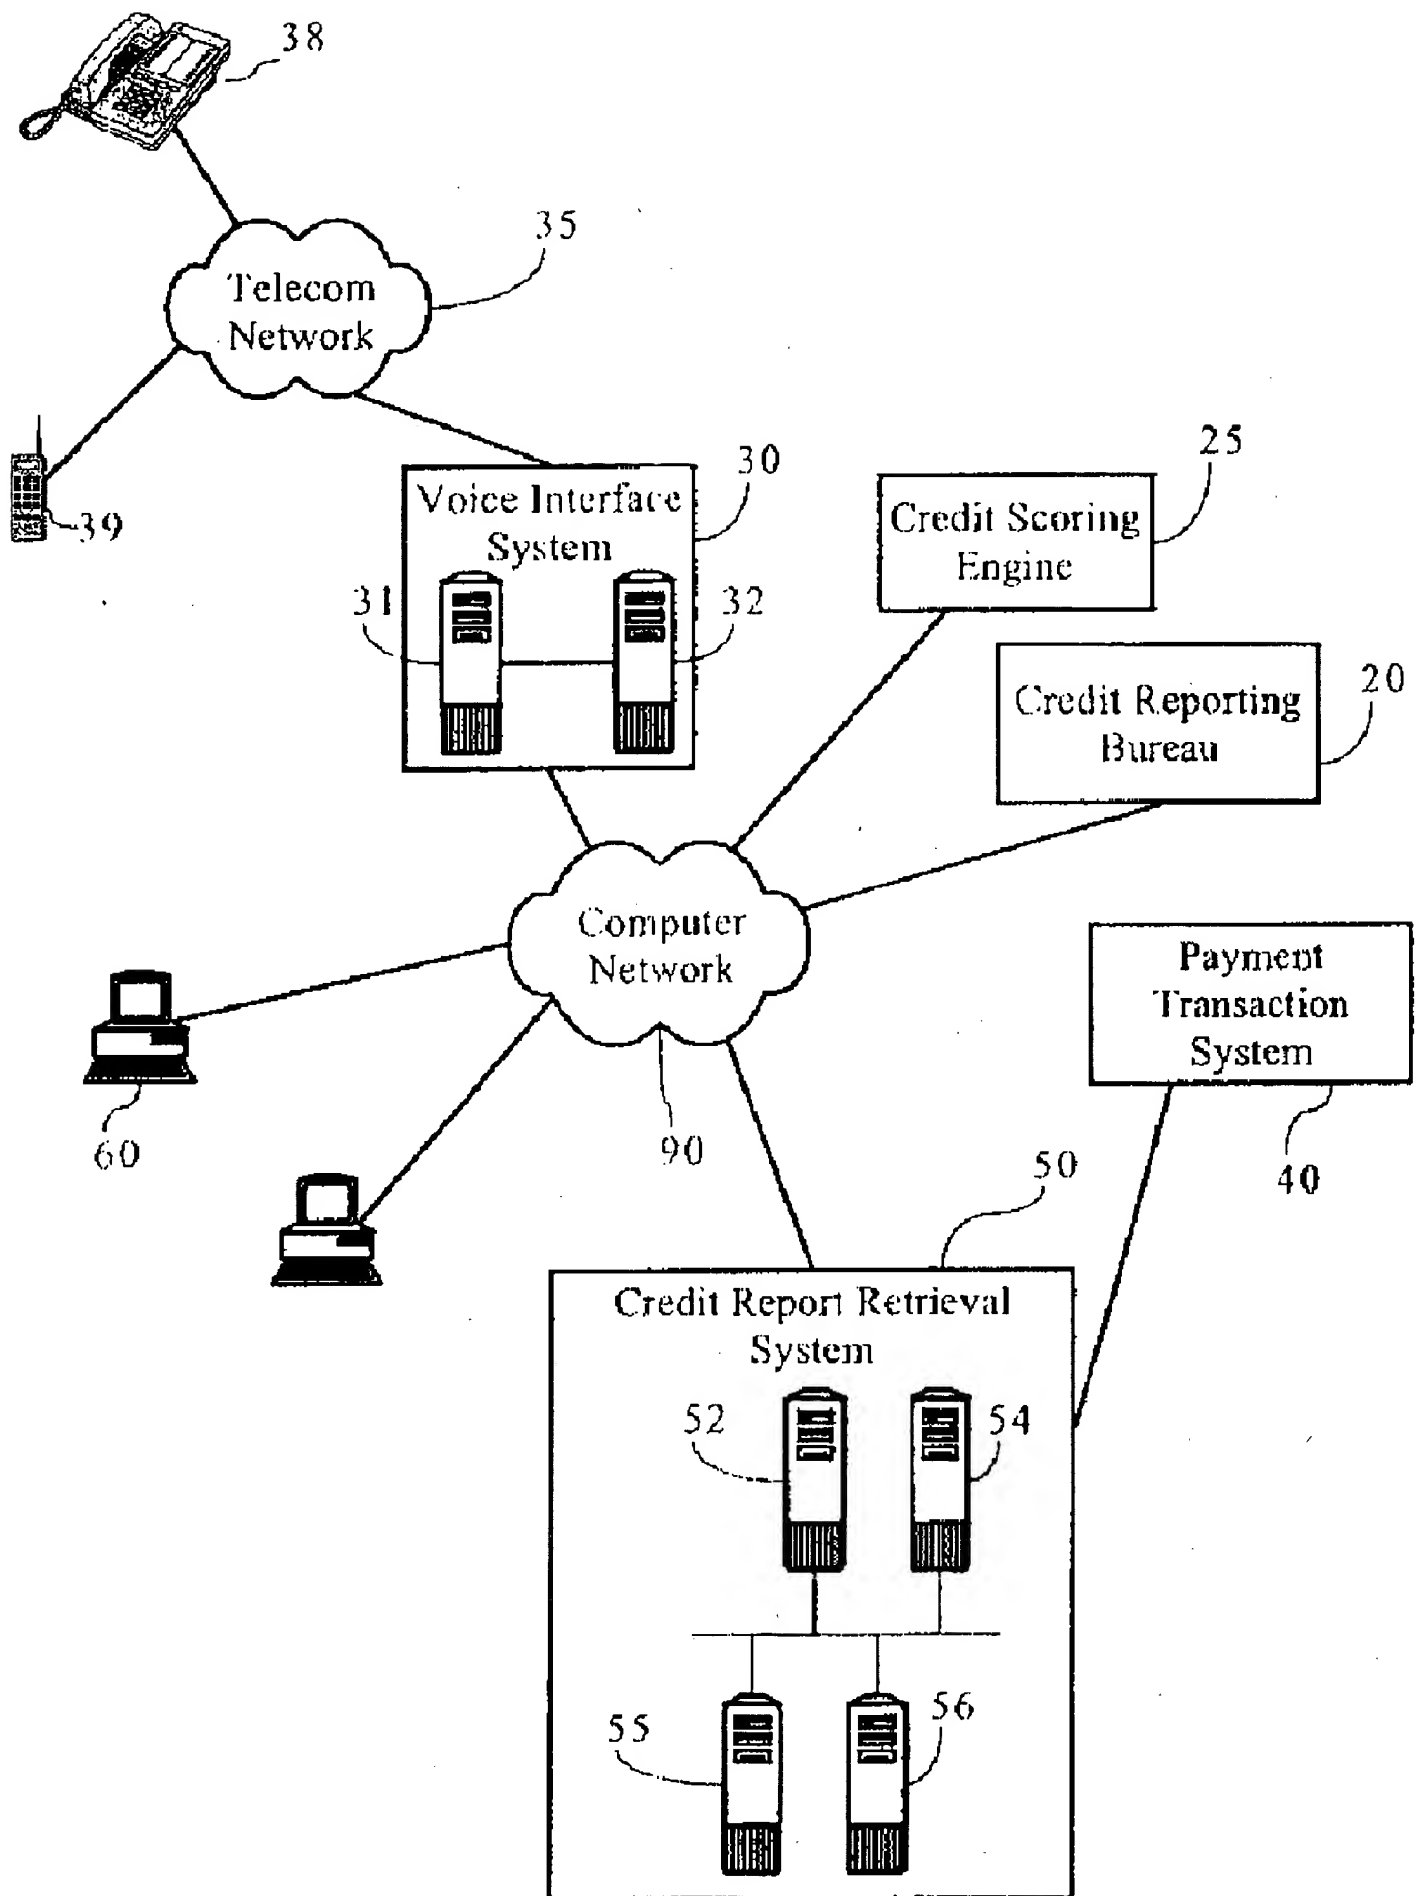 38
35
Telecom
Network
39
30
Voice Interface
System
31
32
25
Credit Scoring
Engine
20
Credit Reporting
Bureau
Computer
Network
90
60
Payment
Transaction
System
40
50
Credit Report Retrieval
System
52
54
55
56